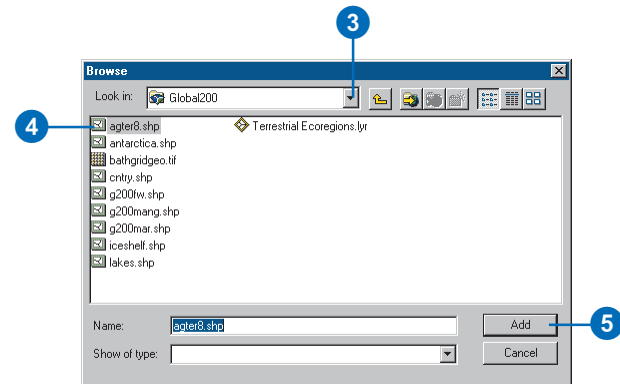 3
Browse
Look in: Global200
4
agter8.shp
Terrestrial Ecoregions.lyr
antarctica.shp
bathgridgeo.tif
cntry.shp
g200fw.shp
g200mang.shp
g200mar.shp
iceshelf.shp
lakes.shp
Name: agter8.shp
Add
5
Show of type:
Cancel